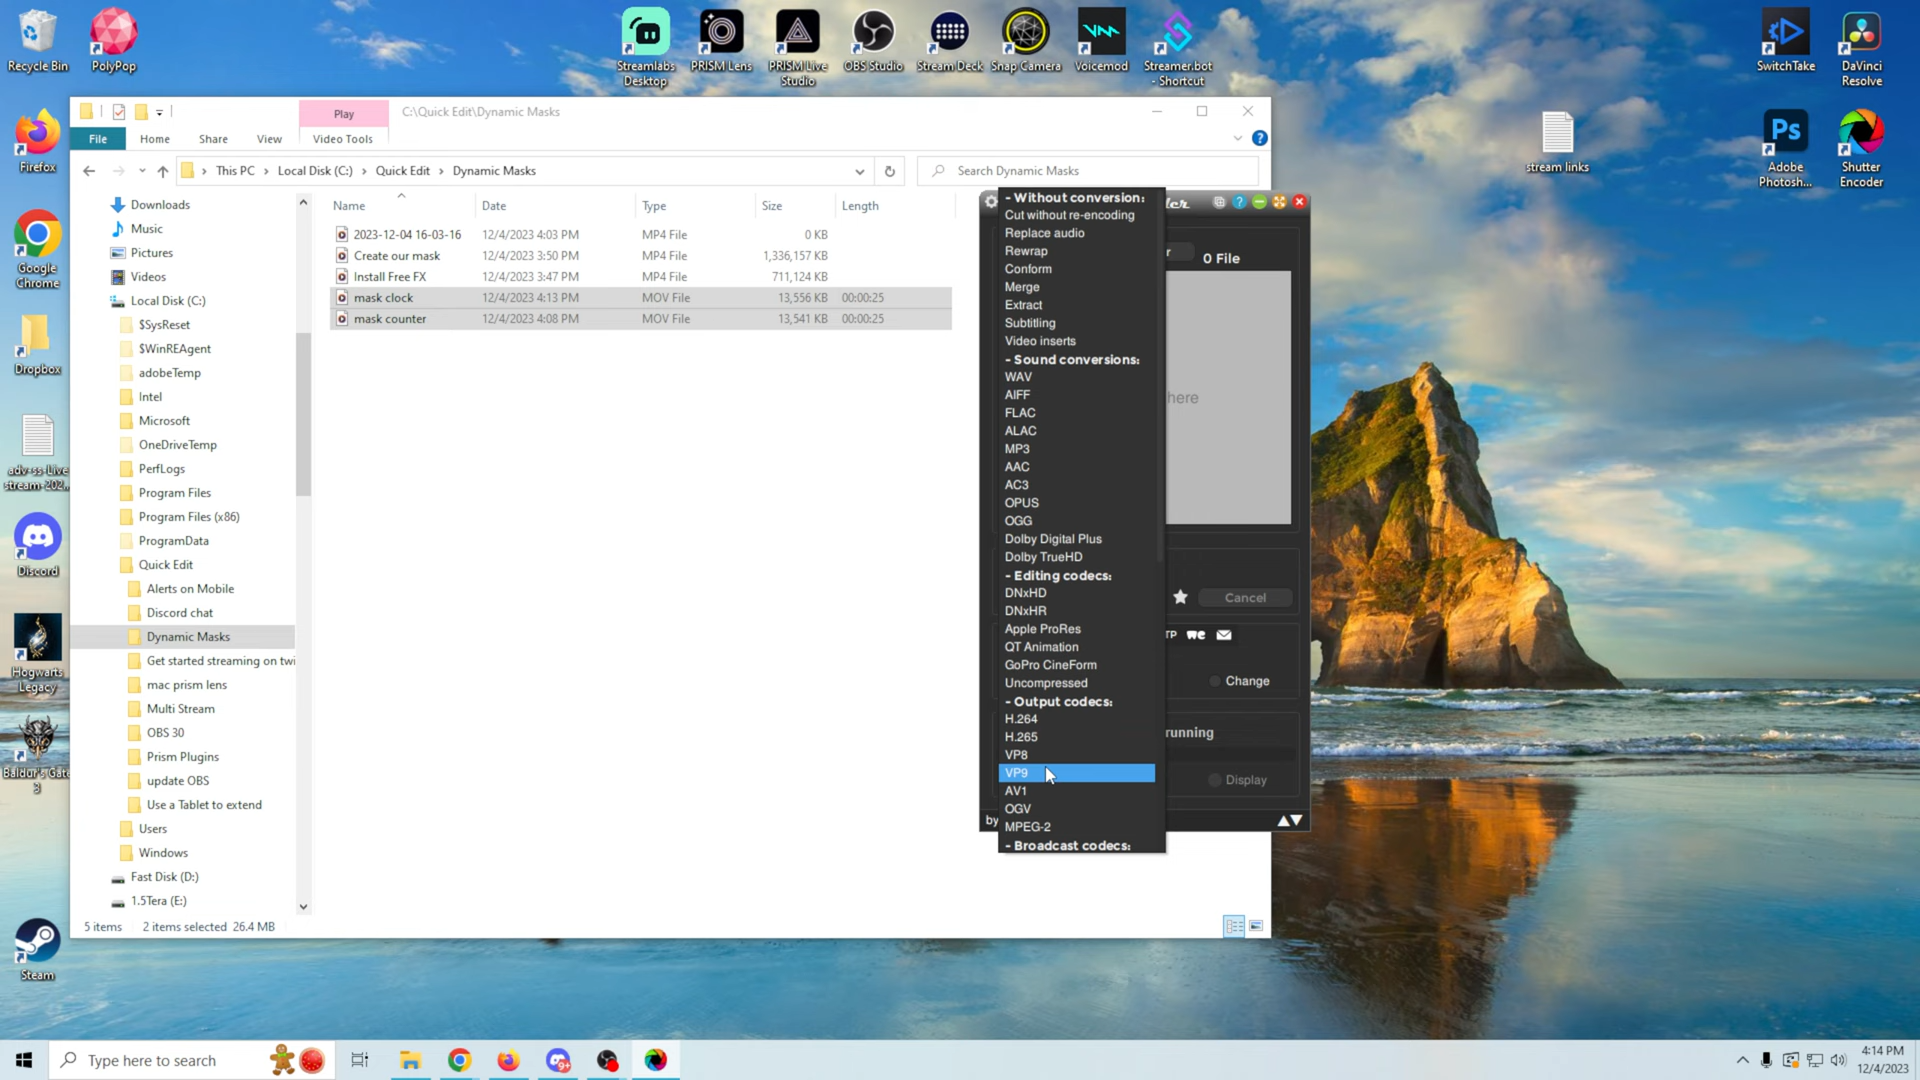 Recycle Bin
PolyPop
Streamlabs
Desktop
PRISM Lens
PRISM Live
Studio
OBS Studio
Stream Deck
Snap Camera
Voicemod
Streamer.bot
- Shortcut
SwitchTake
DaVinci
Resolve
Firefox
Google
Chrome
Dropbox
adv-ss-Live
stream-202...
Discord
Hogwarts
Legacy
Baldur's Gate
3
Steam
stream links
Ps
Adobe
Photosh...
Shutter
Encoder
Play
C:\Quick Edit\Dynamic Masks
File
Home
Share
View
Video Tools
This PC > Local Disk (C:) > Quick Edit > Dynamic Masks
Search Dynamic Masks
Downloads
Music
Pictures
Videos
Local Disk (C:)
$SysReset
$WinREAgent
adobeTemp
Intel
Microsoft
OneDriveTemp
PerfLogs
Program Files
Program Files (x86)
ProgramData
Quick Edit
Alerts on Mobile
Discord chat
Dynamic Masks
Get started streaming on twi
mac prism lens
Multi Stream
OBS 30
Prism Plugins
update OBS
Use a Tablet to extend
Users
Windows
Fast Disk (D:)
1.5Tera (E:)
Name Date Type Size Length
2023-12-04 16-03-16 12/4/2023 4:03 PM MP4 File 0 KB
Create our mask 12/4/2023 3:50 PM MP4 File 1,336,157 KB
Install Free FX 12/4/2023 3:47 PM MP4 File 711,124 KB
mask clock 12/4/2023 4:13 PM MOV File 13,556 KB 00:00:25
mask counter 12/4/2023 4:08 PM MOV File 13,541 KB 00:00:25
5 items 2 items selected 26.4 MB
- Without conversion:
Cut without re-encoding
Replace audio
Rewrap
Conform
Merge
Extract
Subtitling
Video inserts
- Sound conversions:
WAV
AIFF
FLAC
ALAC
MP3
AAC
AC3
OPUS
OGG
Dolby Digital Plus
Dolby TrueHD
- Editing codecs:
DNxHD
DNxHR
Apple ProRes
QT Animation
GoPro CineForm
Uncompressed
- Output codecs:
H.264
H.265
VP8
VP9
AV1
OGV
MPEG-2
- Broadcast codecs:
0 File
here
Cancel
TP we
Change
running
Display
by
Type here to search
9+
4:14 PM
12/4/2023